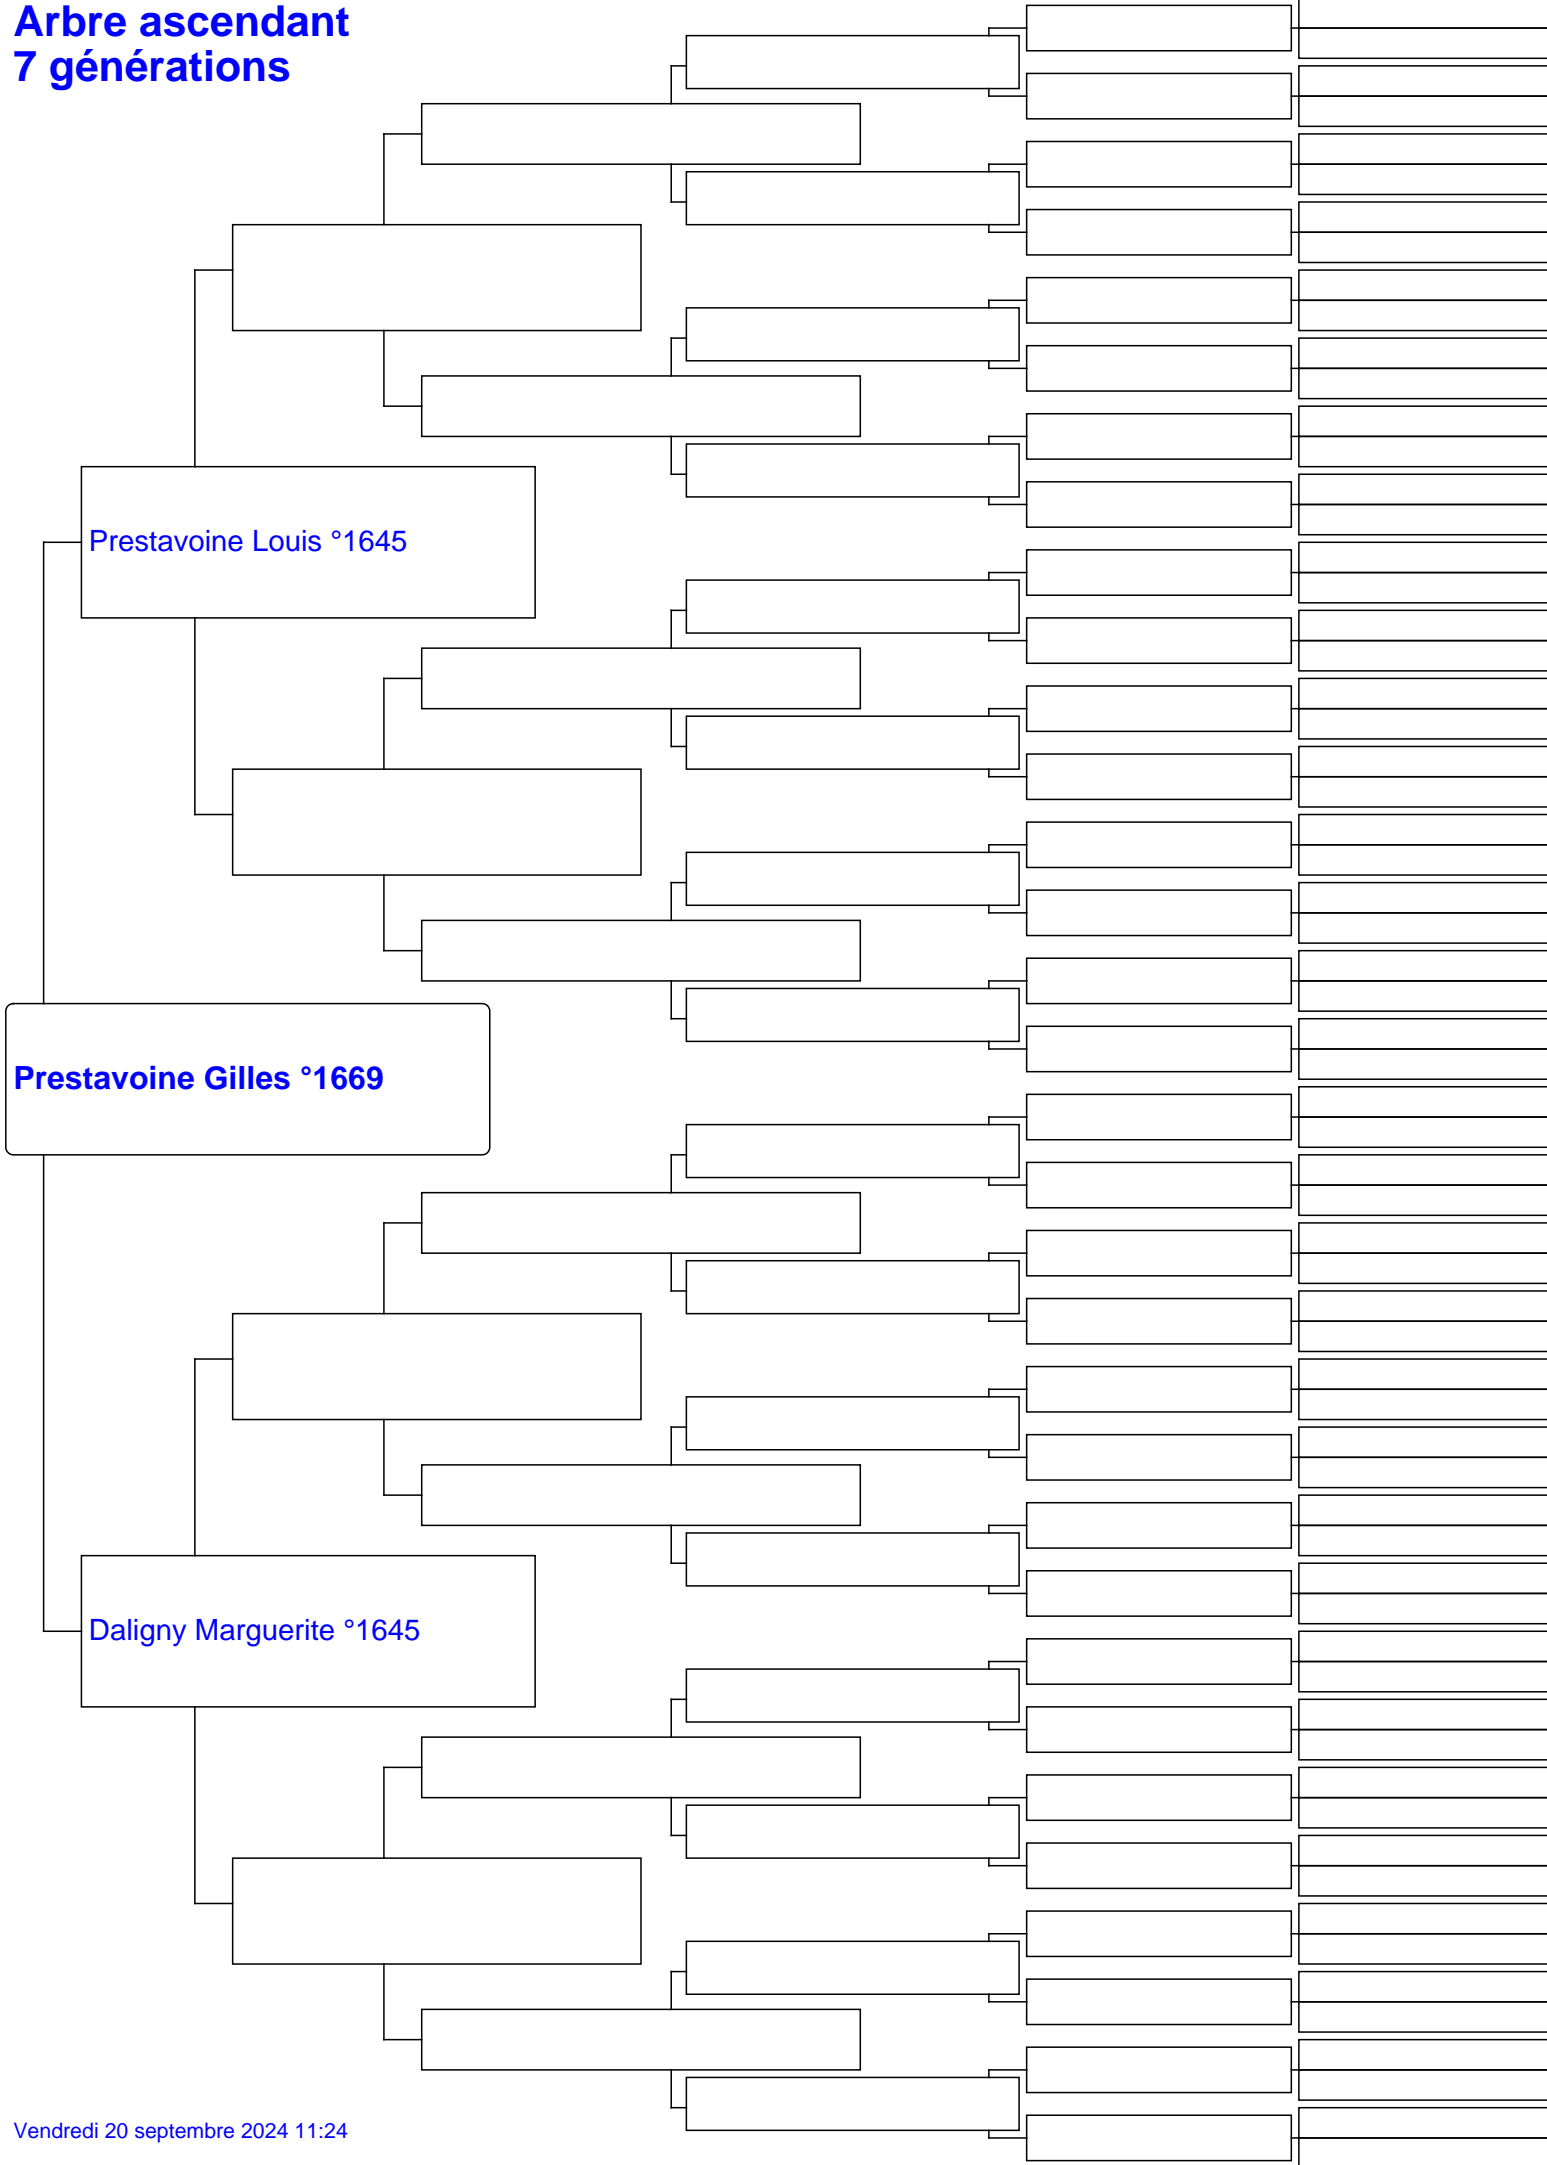 Arbre ascendant
7 générations
Prestavoine Louis °1645
Prestavoine Gilles °1669
Daligny Marguerite °1645
Vendredi 20 septembre 2024 11:24